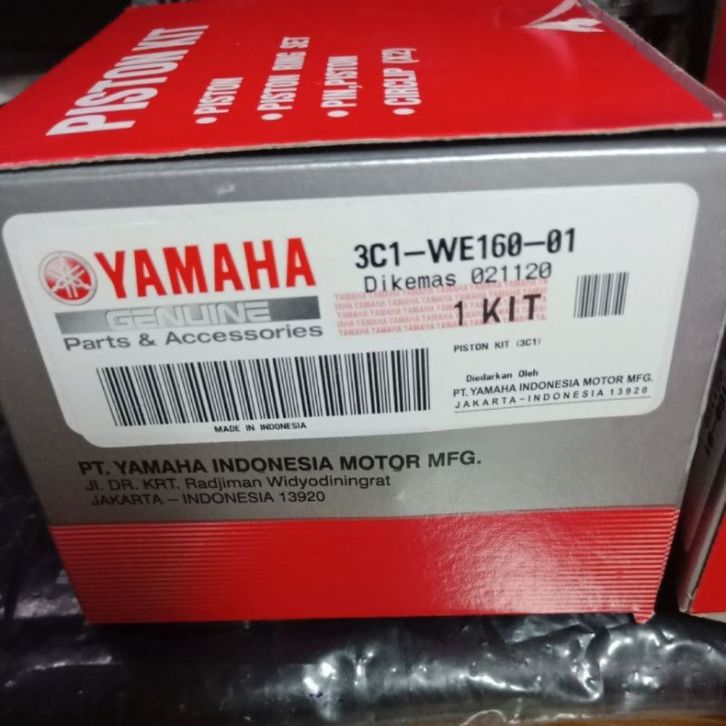 PISTON KIT
• PISTON
• PISTON RING SET
• PIN, PISTON
• CIRCLIP (X2)
YAMAHA
GENUINE
Parts & Accessories
3C1-WE160-01
Dikemas 021120
1 KIT
PISTON KIT (3C1)
Diedarkan Oleh
PT. YAMAHA INDONESIA MOTOR MFG.
JAKARTA-INDONESIA 13920
MADE IN INDONESIA
PT. YAMAHA INDONESIA MOTOR MFG.
Jl. DR. KRT. Radjiman Widyodiningrat
JAKARTA – INDONESIA 13920